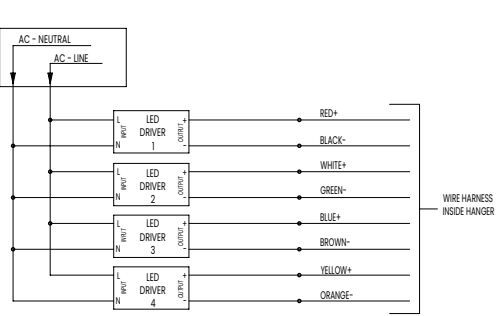 AC - NEUTRAL
AC - LINE
L
INPUT
N
LED
DRIVER
1
OUTPUT
+
-
RED+
BLACK-
L
INPUT
N
LED
DRIVER
2
OUTPUT
+
-
WHITE+
GREEN-
L
INPUT
N
LED
DRIVER
3
OUTPUT
+
-
BLUE+
BROWN-
L
INPUT
N
LED
DRIVER
4
OUTPUT
+
-
YELLOW+
ORANGE-
WIRE HARNESS
INSIDE HANGER